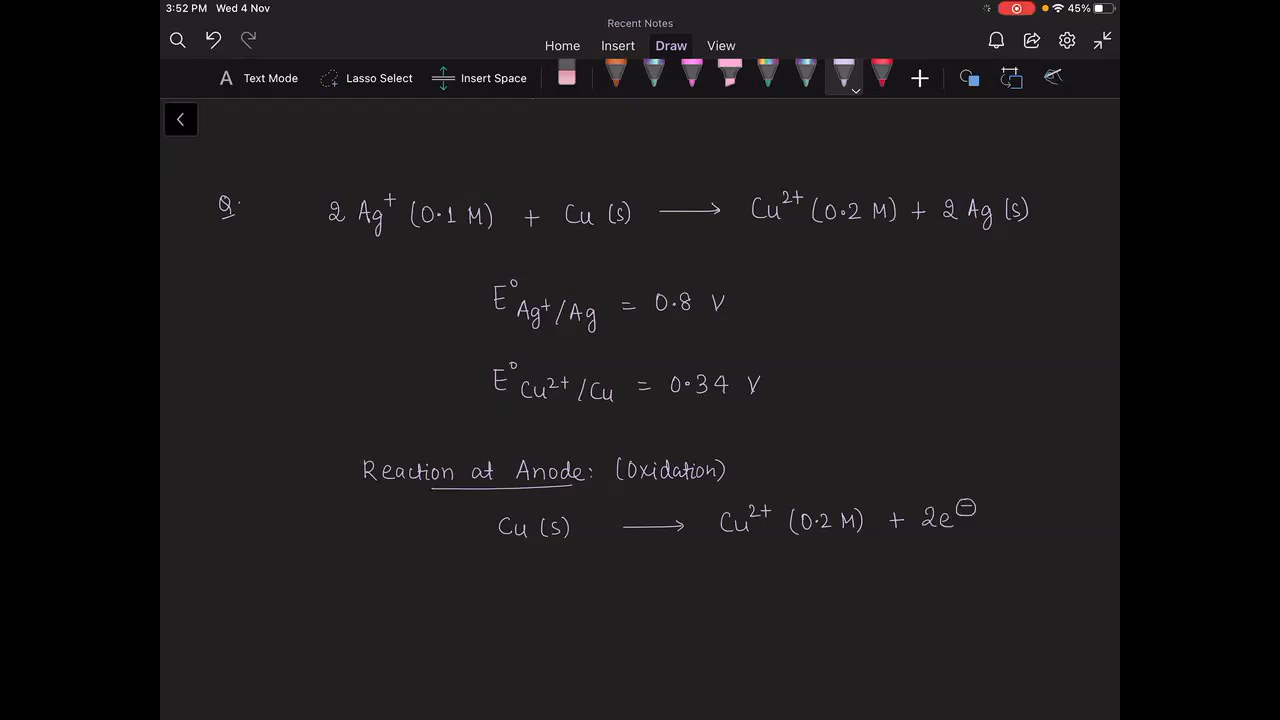 3:52 PM Wed 4 Nov 45%
Recent Notes
Home Insert Draw View
A Text Mode Lasso Select Insert Space
Q. 2 Ag⁺ (0.1 M) + Cu (s) ⟶ Cu²⁺ (0.2 M) + 2 Ag (s)
E° Ag⁺/Ag = 0.8 V
E° Cu²⁺/Cu = 0.34 V
Reaction at Anode: (Oxidation)
Cu (s) ⟶ Cu²⁺ (0.2 M) + 2e⊖